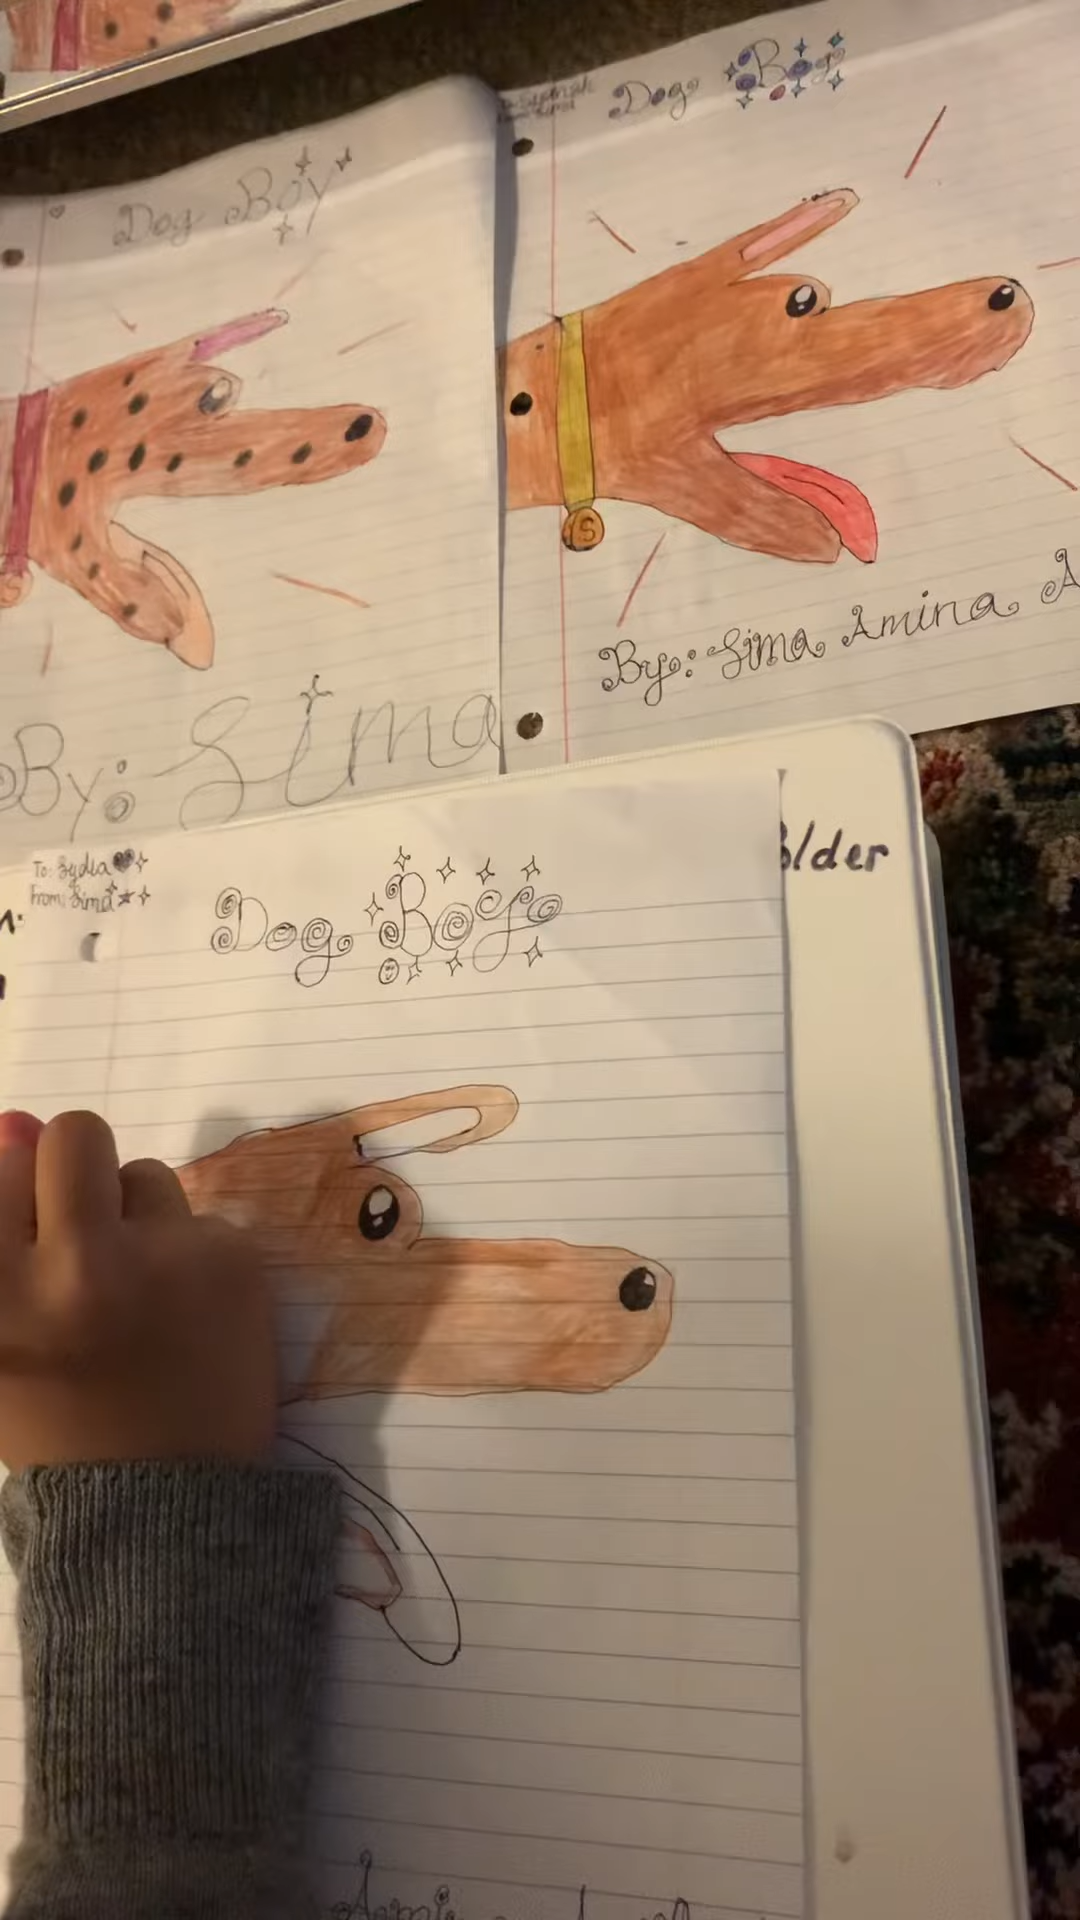 Dog Boy
By: Sima
Dog Boy
S
By: Sima Amina A
older
To: Sydia
From: Sima
Dog Boy